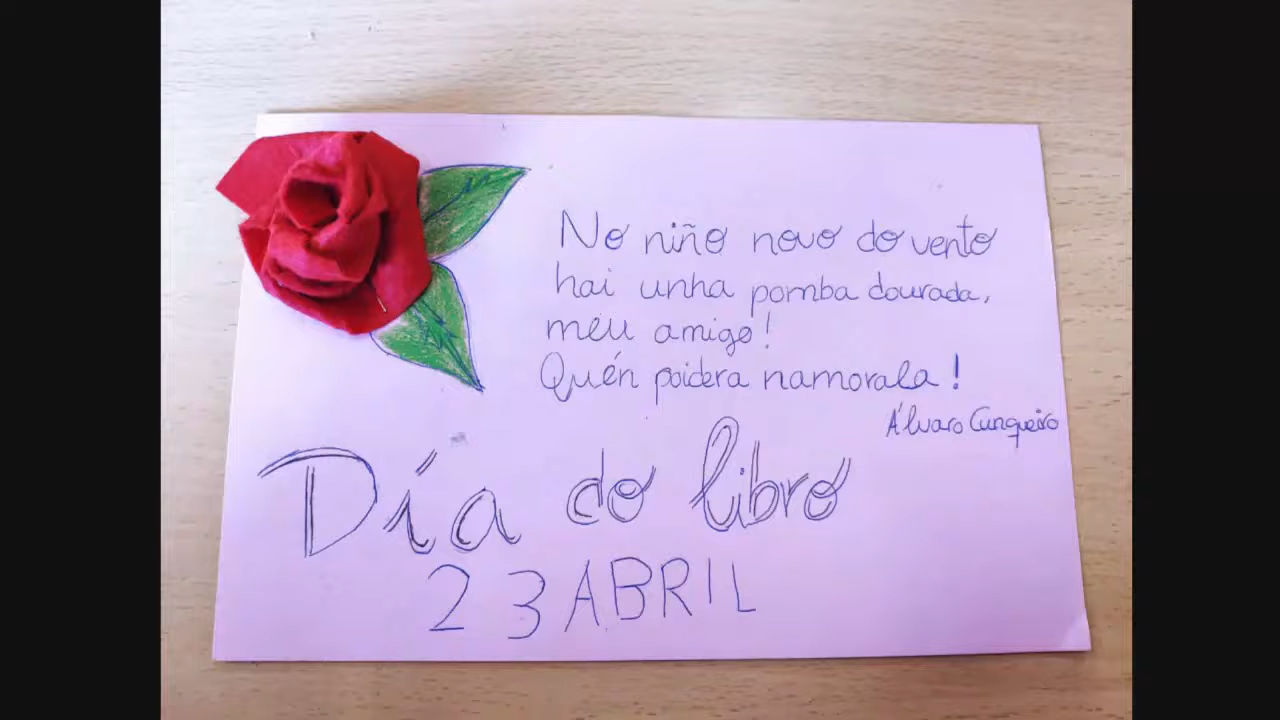 No niño novo do vento
hai unha pomba dourada,
meu amigo!
Quén poidera namorala!
Álvaro Cunqueiro
Día do libro
23 ABRIL